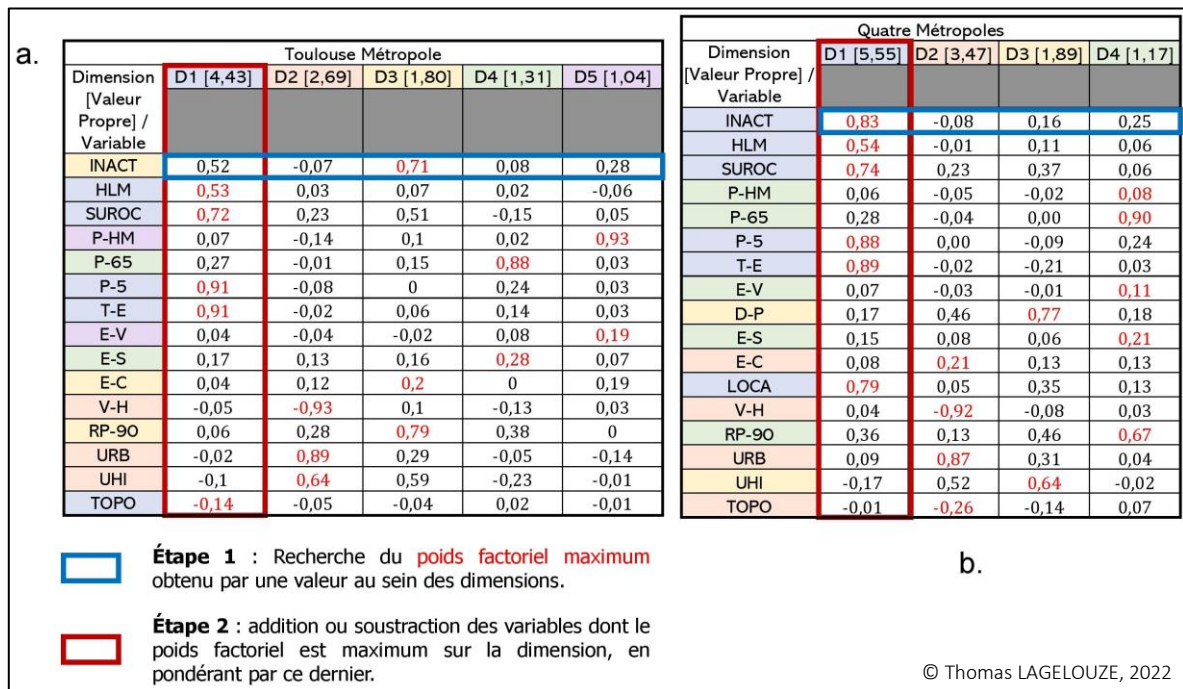 a.
Toulouse Métropole
Dimension [Valeur Propre] / Variable D1 [4,43] D2 [2,69] D3 [1,80] D4 [1,31] D5 [1,04]
INACT 0,52 -0,07 0,71 0,08 0,28
HLM 0,53 0,03 0,07 0,02 -0,06
SUROC 0,72 0,23 0,51 -0,15 0,05
P-HM 0,07 -0,14 0,1 0,02 0,93
P-65 0,27 -0,01 0,15 0,88 0,03
P-5 0,91 -0,08 0 0,24 0,03
T-E 0,91 -0,02 0,06 0,14 0,03
E-V 0,04 -0,04 -0,02 0,08 0,19
E-S 0,17 0,13 0,16 0,28 0,07
E-C 0,04 0,12 0,2 0 0,19
V-H -0,05 -0,93 0,1 -0,13 0,03
RP-90 0,06 0,28 0,79 0,38 0
URB -0,02 0,89 0,29 -0,05 -0,14
UHI -0,1 0,64 0,59 -0,23 -0,01
TOPO -0,14 -0,05 -0,04 0,02 -0,01
Quatre Métropoles
Dimension [Valeur Propre] / Variable D1 [5,55] D2 [3,47] D3 [1,89] D4 [1,17]
INACT 0,83 -0,08 0,16 0,25
HLM 0,54 -0,01 0,11 0,06
SUROC 0,74 0,23 0,37 0,06
P-HM 0,06 -0,05 -0,02 0,08
P-65 0,28 -0,04 0,00 0,90
P-5 0,88 0,00 -0,09 0,24
T-E 0,89 -0,02 -0,21 0,03
E-V 0,07 -0,03 -0,01 0,11
D-P 0,17 0,46 0,77 0,18
E-S 0,15 0,08 0,06 0,21
E-C 0,08 0,21 0,13 0,13
LOCA 0,79 0,05 0,35 0,13
V-H 0,04 -0,92 -0,08 0,03
RP-90 0,36 0,13 0,46 0,67
URB 0,09 0,87 0,31 0,04
UHI -0,17 0,52 0,64 -0,02
TOPO -0,01 -0,26 -0,14 0,07
b.
Étape 1 : Recherche du poids factoriel maximum
obtenu par une valeur au sein des dimensions.
Étape 2 : addition ou soustraction des variables dont le
poids factoriel est maximum sur la dimension, en
pondérant par ce dernier.
© Thomas LAGELOUZE, 2022